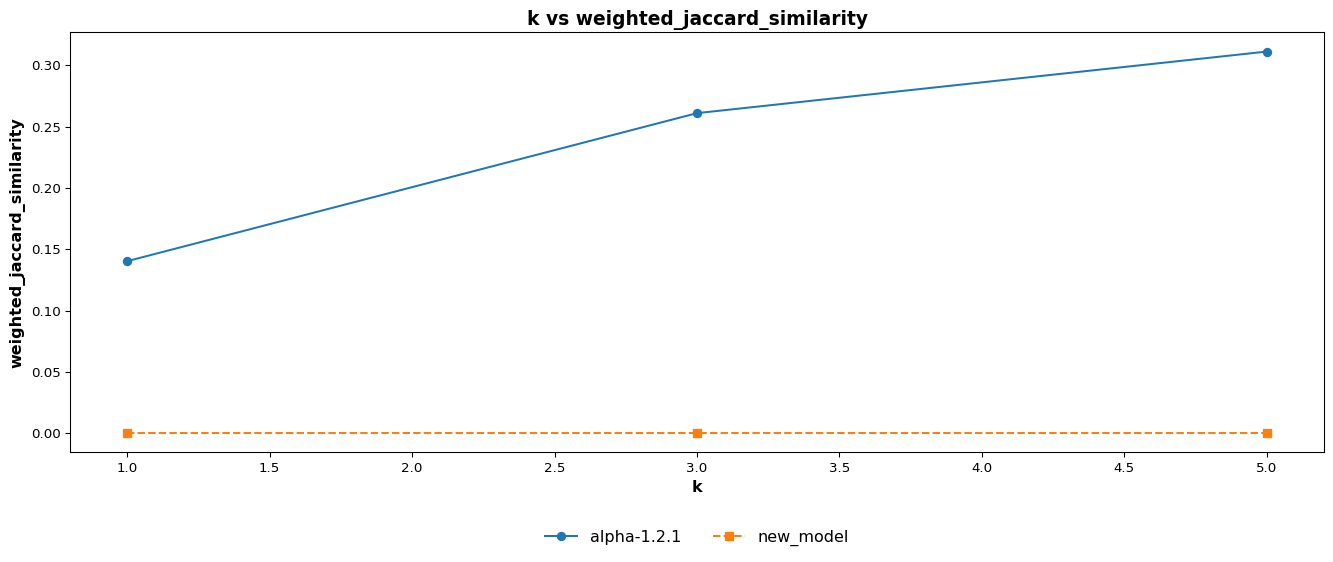 k vs weighted_jaccard_similarity
weighted_jaccard_similarity
0.30
0.25
0.20
0.15
0.10
0.05
0.00
1.0 1.5 2.0 2.5 3.0 3.5 4.0 4.5 5.0
k
alpha-1.2.1 new_model